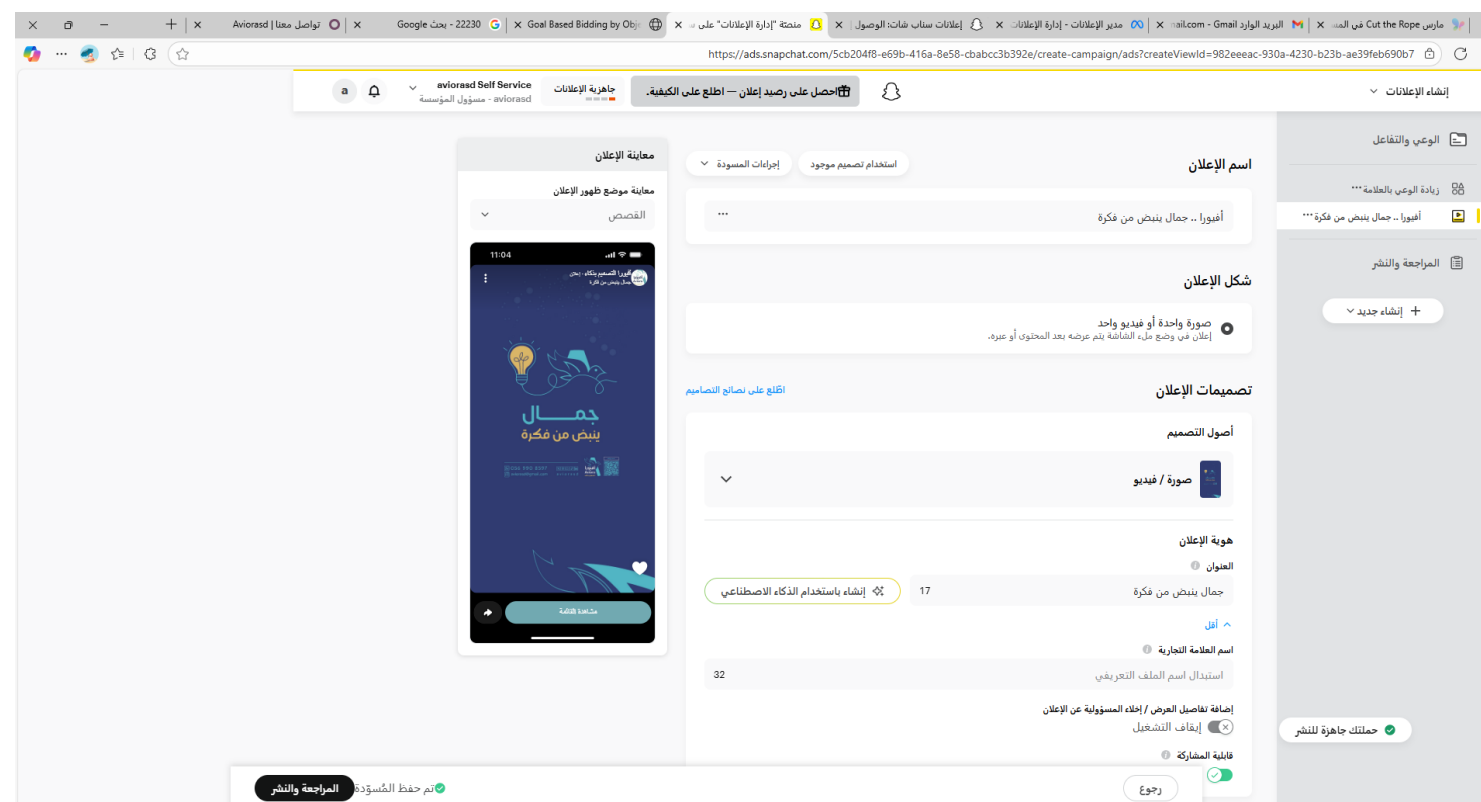 مارس Cut the Rope في المت
البريد الوارد nail.com - Gmail
مدير الإعلانات - إدارة الإعلانات
إعلانات سناب شات: الوصول
منصّة "إدارة الإعلانات" على
Goal Based Bidding by Obj
22230 - بحث Google
تواصل معنا | Aviorasd
https://ads.snapchat.com/5cb204f8-e69b-416a-8e58-cbabcc3b392e/create-campaign/ads?createViewId=982eeeac-930a-4230-b23b-ae39feb690b7
إنشاء الإعلانات
احصل على رصيد إعلان — اطلع على الكيفية.
جاهزية الإعلانات
aviorasd Self Service
aviorasd - مسؤول المؤسسة
a
الوعي والتفاعل
زيادة الوعي بالعلامة ...
أفيورا .. جمال ينبض من فكرة ...
المراجعة والنشر
+ إنشاء جديد
حملتك جاهزة للنشر
اسم الإعلان
استخدام تصميم موجود
إجراءات المسودة
أفيورا .. جمال ينبض من فكرة
شكل الإعلان
صورة واحدة أو فيديو واحد
إعلان في وضع ملء الشاشة يتم عرضه بعد المحتوى أو عبره.
تصميمات الإعلان
اطّلع على نصائح التصاميم
أصول التصميم
صورة / فيديو
هوية الإعلان
العنوان
جمال ينبض من فكرة
17
إنشاء باستخدام الذكاء الاصطناعي
أقل
اسم العلامة التجارية
استبدال اسم الملف التعريفي
32
إضافة تفاصيل العرض / إخلاء المسؤولية عن الإعلان
إيقاف التشغيل
قابلية المشاركة
رجوع
تم حفظ المُسوّدة
المراجعة والنشر
معاينة الإعلان
معاينة موضع ظهور الإعلان
القصص
11:04
جمال ينبض من فكرة
جمـــال
ينبض من فكرة
مشاهدة القائمة